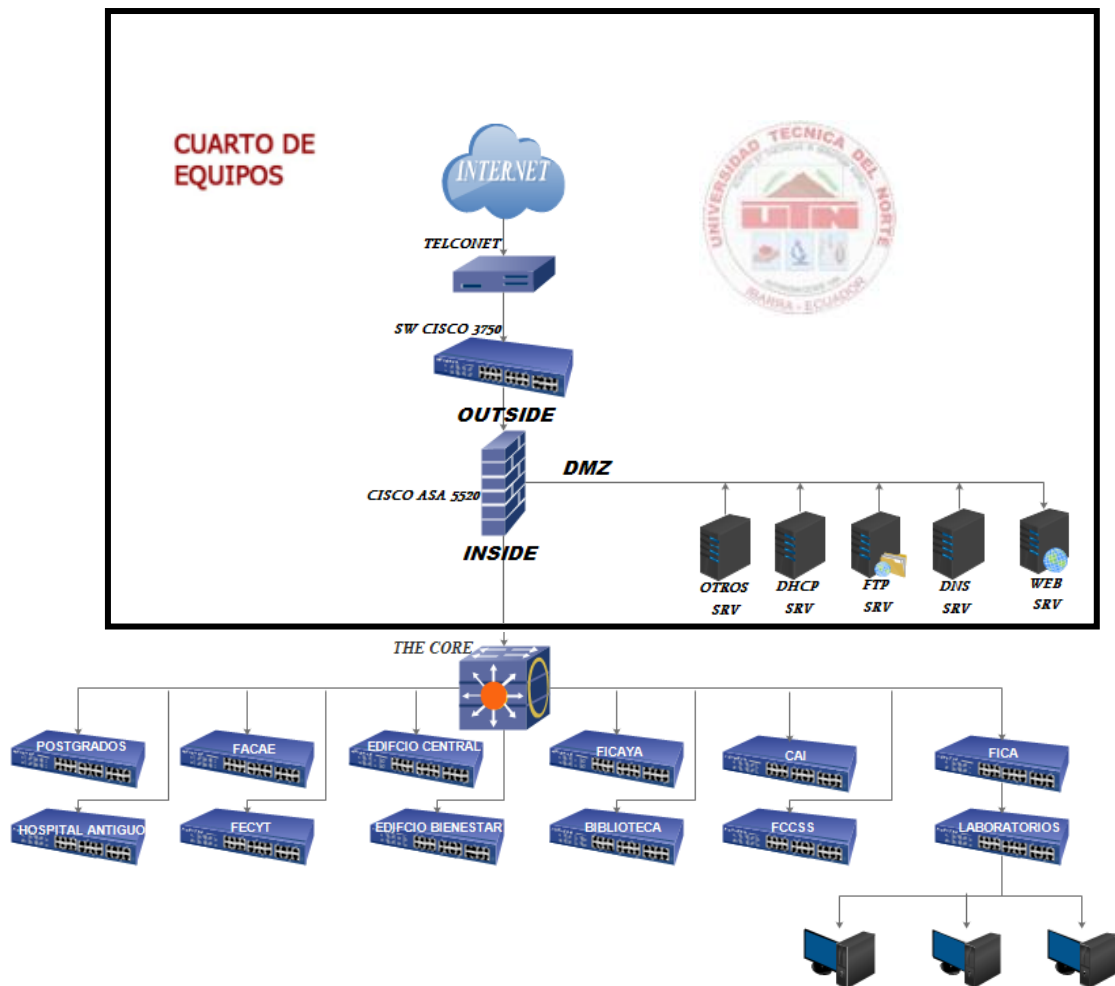 CUARTO DE
EQUIPOS
INTERNET
UNIVERSIDAD TECNICA DEL NORTE
UTN
IBARRA - ECUADOR
TELCONET
SW CISCO 3750
OUTSIDE
DMZ
CISCO ASA 5520
INSIDE
OTROS
SRV
DHCP
SRV
FTP
SRV
DNS
SRV
WEB
SRV
THE CORE
POSTGRADOS
FACAE
EDIFCIO CENTRAL
FICAYA
CAI
FICA
HOSPITAL ANTIGUO
FECYT
EDIFCIO BIENESTAR
BIBLIOTECA
FCCSS
LABORATORIOS